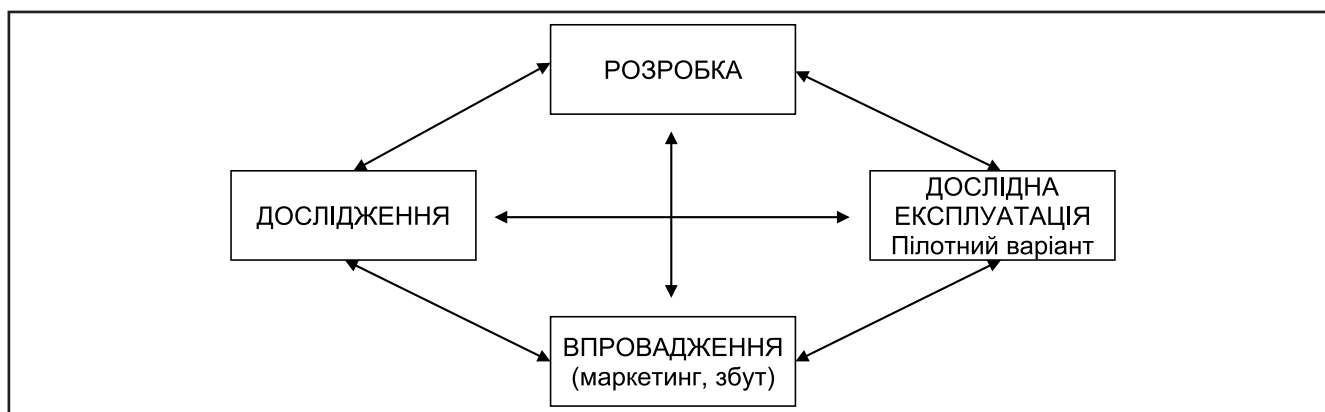 РОЗРОБКА
ДОСЛІДЖЕННЯ
ДОСЛІДНА
ЕКСПЛУАТАЦІЯ
Пілотний варіант
ВПРОВАДЖЕННЯ
(маркетинг, збут)